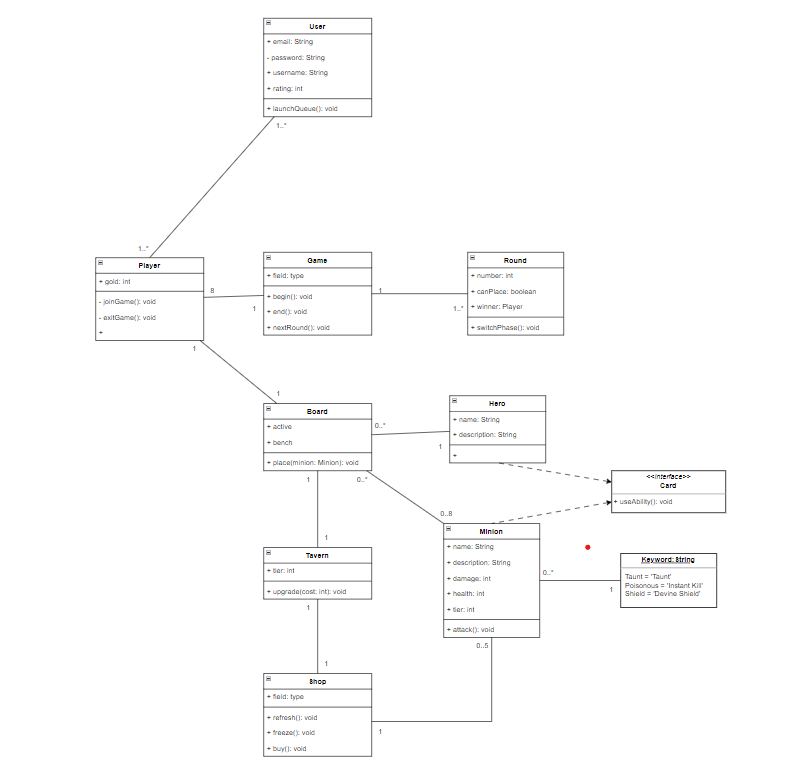 User
+ email: String
- password: String
+ username: String
+ rating: int
+ launchQueue(): void
1..*
1..*
Player
+ gold: int
- joinGame(): void
- exitGame(): void
+
8
1
Game
+ field: type
+ begin(): void
+ end(): void
+ nextRound(): void
1
1..*
Round
+ number: int
+ canPlace: boolean
+ winner: Player
+ switchPhase(): void
1
1
Board
+ active
+ bench
+ place(minion: Minion): void
0..*
1
Hero
+ name: String
+ description: String
+
<<interface>>
Card
+ useAbility(): void
1
0..*
0..8
1
Tavern
+ tier: int
+ upgrade(cost: int): void
Minion
+ name: String
+ description: String
+ damage: int
+ health: int
+ tier: int
+ attack(): void
0..*
1
Keyword: String
Taunt = 'Taunt'
Poisonous = 'Instant Kill'
Shield = 'Devine Shield'
1
1
0..5
Shop
+ field: type
+ refresh(): void
+ freeze(): void
+ buy(): void
1